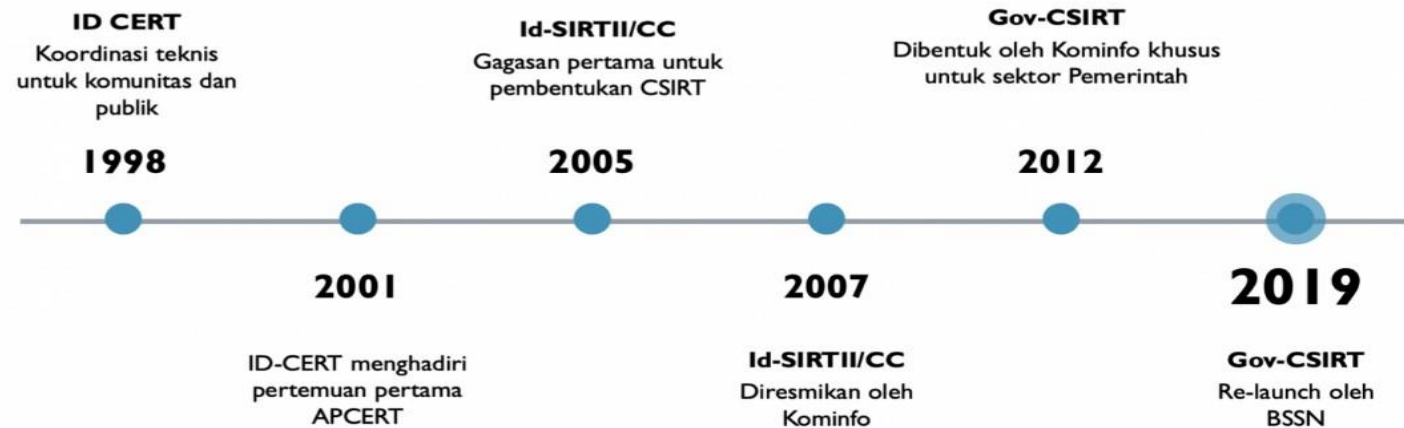 ID CERT
Koordinasi teknis
untuk komunitas dan
publik
1998
2001
ID-CERT menghadiri
pertemuan pertama
APCERT
Id-SIRTII/CC
Gagasan pertama untuk
pembentukan CSIRT
2005
2007
Id-SIRTII/CC
Diresmikan oleh
Kominfo
Gov-CSIRT
Dibentuk oleh Kominfo khusus
untuk sektor Pemerintah
2012
2019
Gov-CSIRT
Re-launch oleh
BSSN